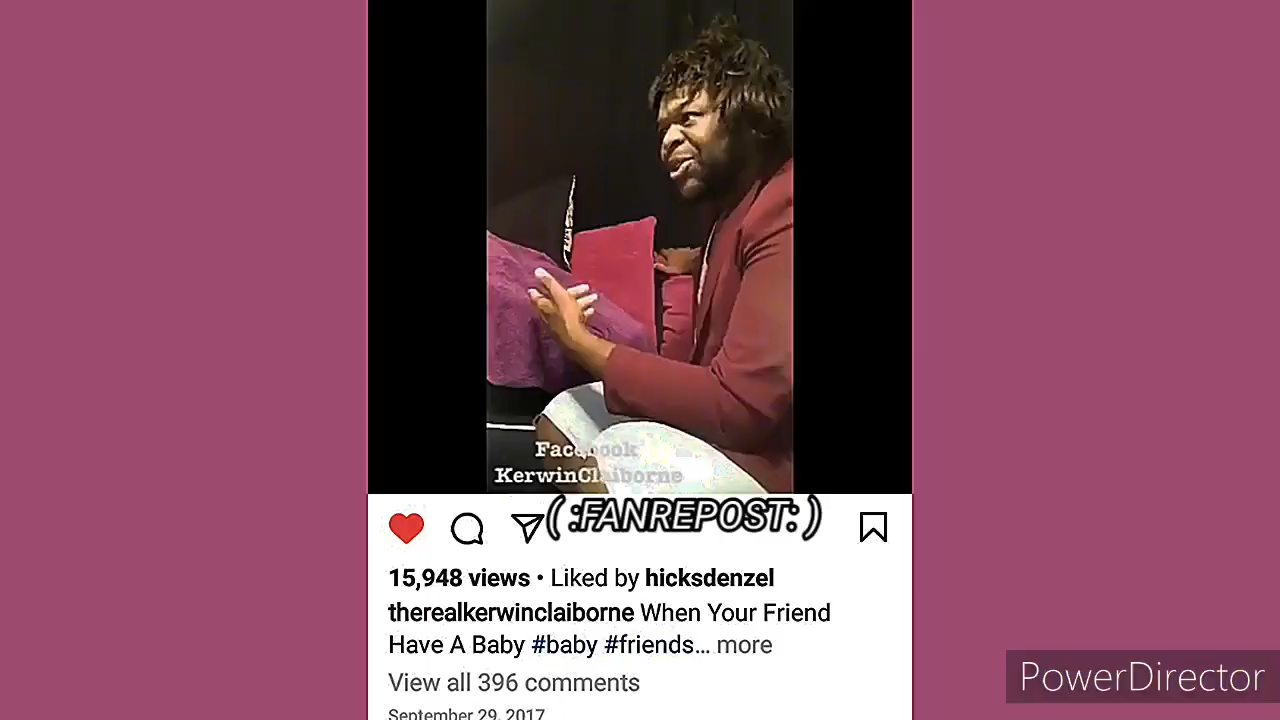 Facebook
KerwinClaiborne
( :FANREPOST: )
15,948 views • Liked by hicksdenzel
therealkerwinclaiborne When Your Friend
Have A Baby #baby #friends... more
View all 396 comments
September 29, 2017
PowerDirector